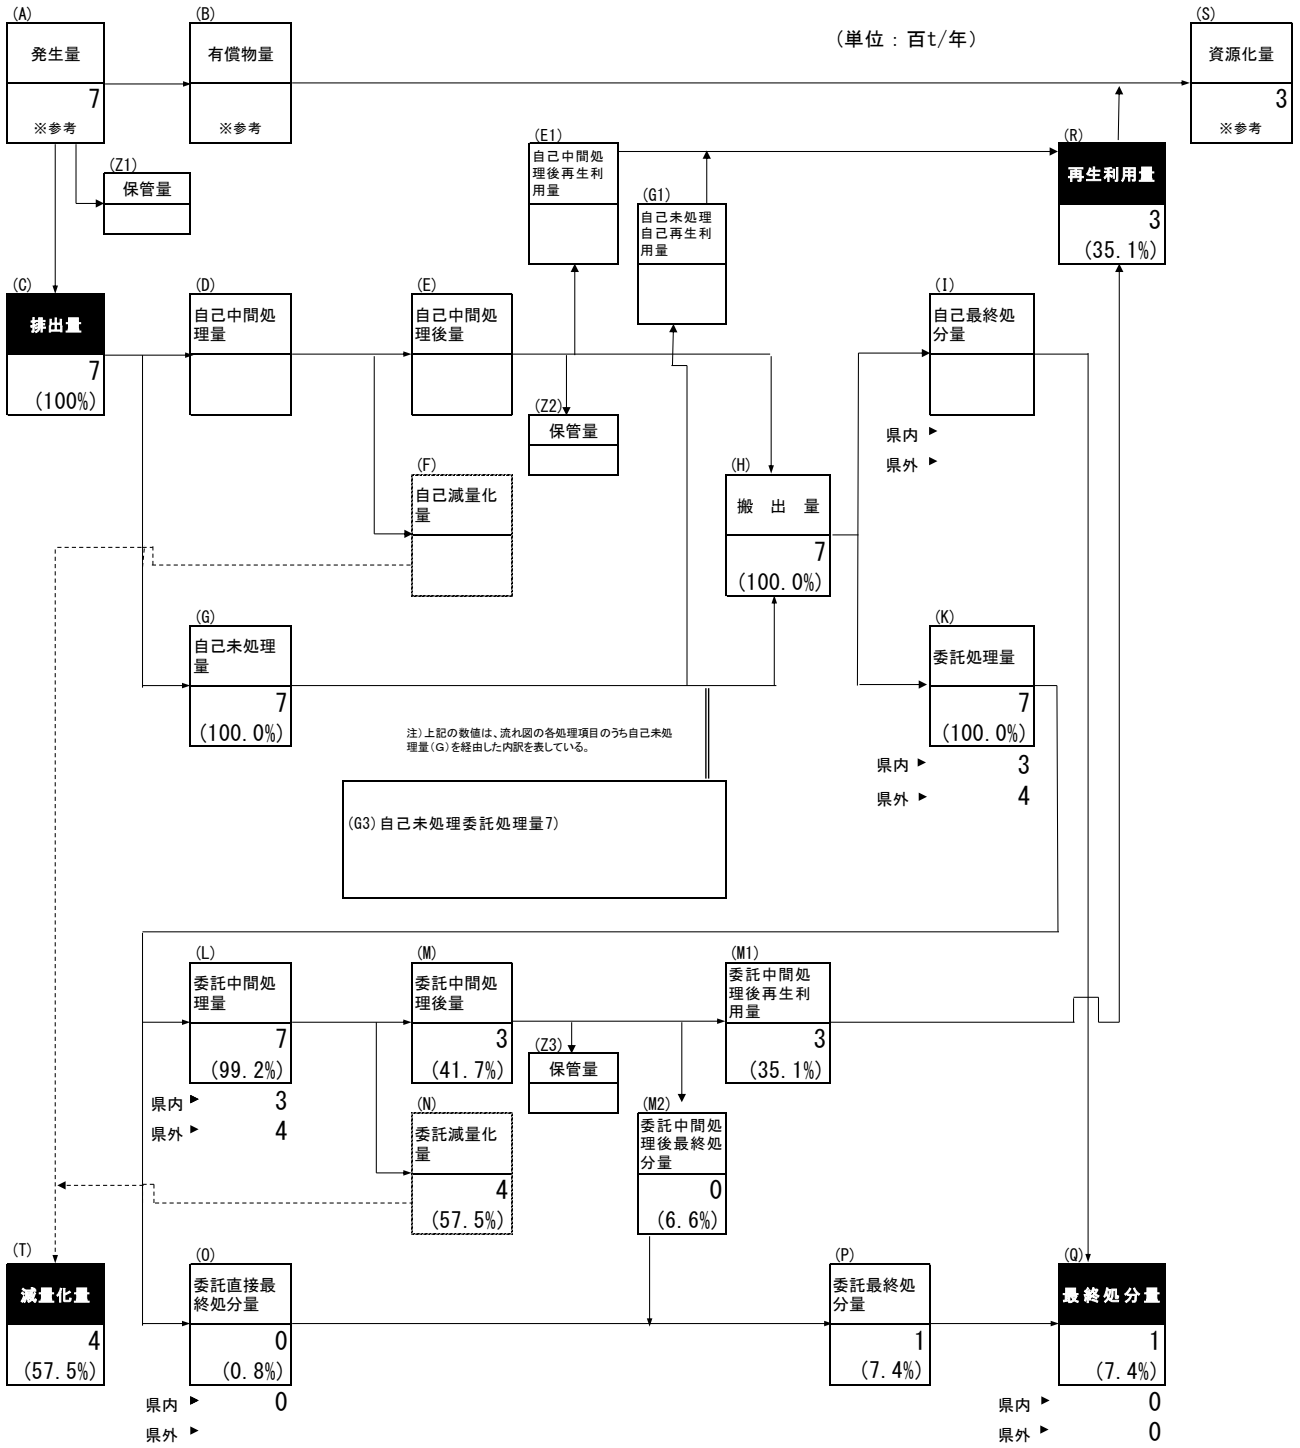 (A)
発生量
7
※参考
(B)
有償物量
※参考
(単位：百t/年)
(S)
資源化量
3
※参考
(Z1)
保管量
(E1)
自己中間処
理後再生利
用量
(G1)
自己未処理
自己再生利
用量
(R)
再生利用量
3
(35.1%)
(C)
排出量
7
(100%)
(D)
自己中間処
理量
(E)
自己中間処
理後量
(Z2)
保管量
(I)
自己最終処
分量
県内
県外
(F)
自己減量化
量
(H)
搬　出　量
7
(100.0%)
(G)
自己未処理
量
7
(100.0%)
(K)
委託処理量
7
(100.0%)
県内 3
県外 4
注)上記の数値は、流れ図の各処理項目のうち自己未処
理量(G)を経由した内訳を表している。
(G3)自己未処理委託処理量7)
(L)
委託中間処
理量
7
(99.2%)
県内 3
県外 4
(M)
委託中間処
理後量
3
(41.7%)
(Z3)
保管量
(M1)
委託中間処
理後再生利
用量
3
(35.1%)
(N)
委託減量化
量
4
(57.5%)
(M2)
委託中間処
理後最終処
分量
0
(6.6%)
(T)
減量化量
4
(57.5%)
(O)
委託直接最
終処分量
0
(0.8%)
県内 0
県外
(P)
委託最終処
分量
1
(7.4%)
(Q)
最終処分量
1
(7.4%)
県内 0
県外 0